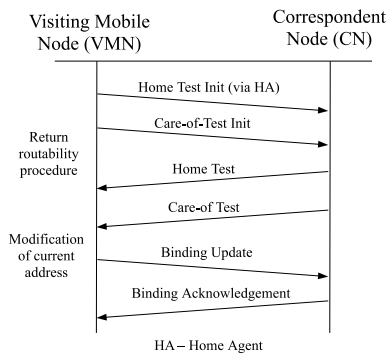 Visiting Mobile
Node (VMN)
Correspondent
Node (CN)
Home Test Init (via HA)
Care-of-Test Init
Return
routability
procedure
Home Test
Care-of Test
Modification
of current
address
Binding Update
Binding Acknowledgement
HA – Home Agent